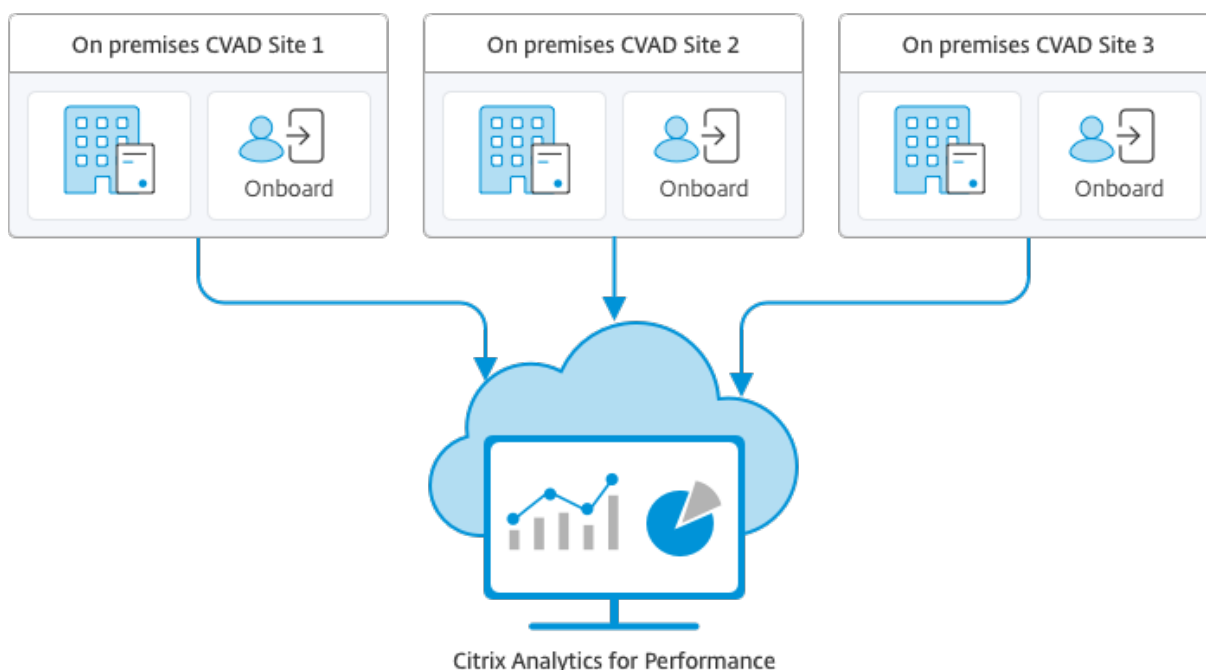 On premises CVAD Site 1
On premises CVAD Site 2
On premises CVAD Site 3
Onboard
Onboard
Onboard
Citrix Analytics for Performance